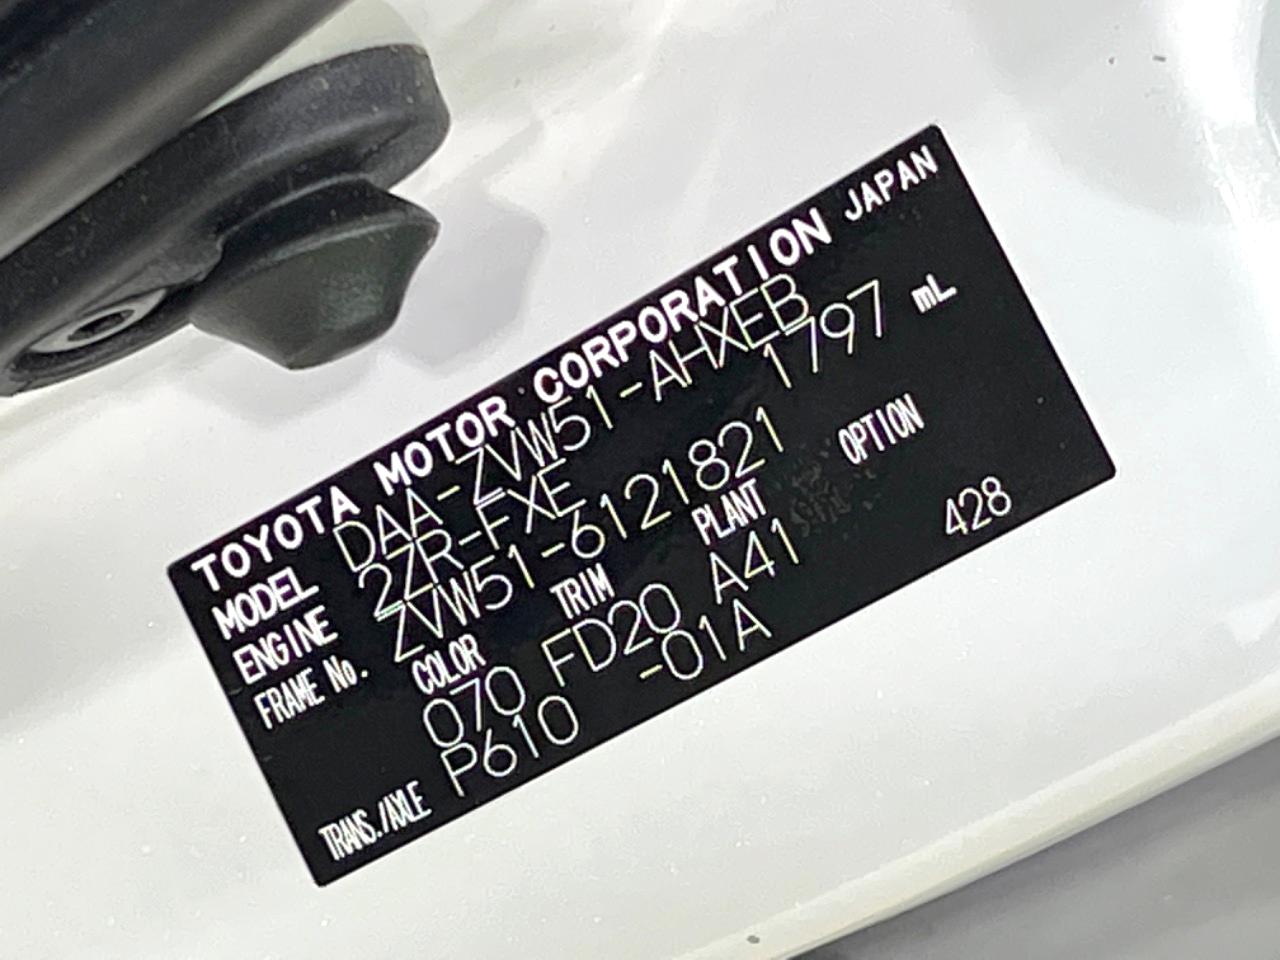 TOYOTA MOTOR CORPORATION JAPAN
MODEL DAA-ZVW51-AHXEB
ENGINE 2ZR-FXE 1797 mL
FRAME No. ZVW51-6121821
COLOR TRIM PLANT OPTION
070 FD20 A41 428
TRANS./AXLE P610 -01A